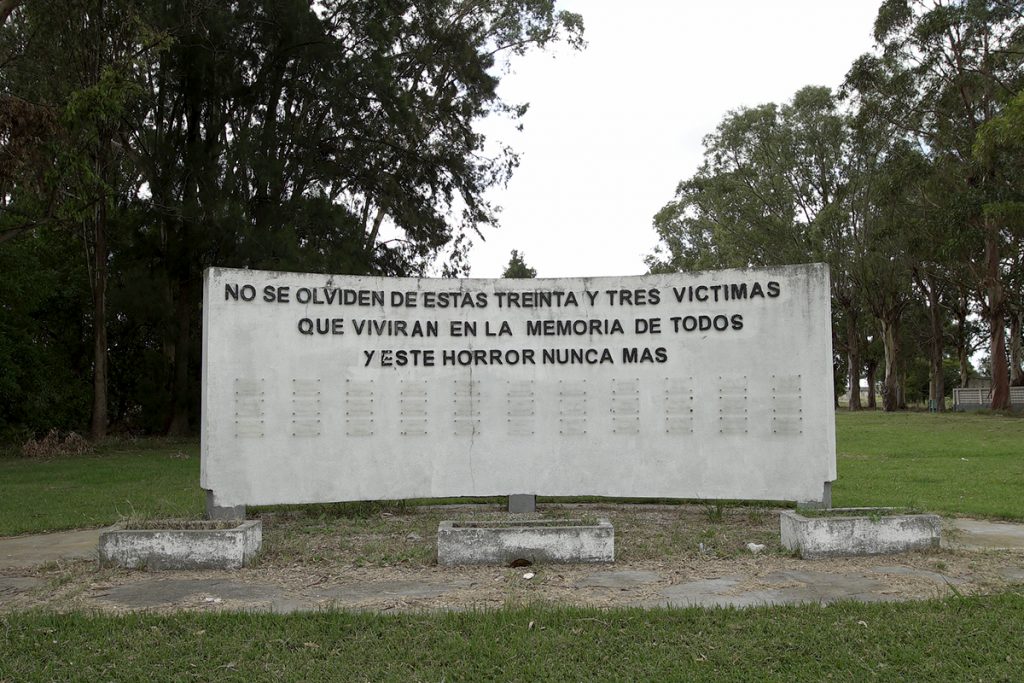 NO SE OLVIDEN DE ESTAS TREINTA Y TRES VICTIMAS
QUE VIVIRAN EN LA MEMORIA DE TODOS
Y ESTE HORROR NUNCA MAS